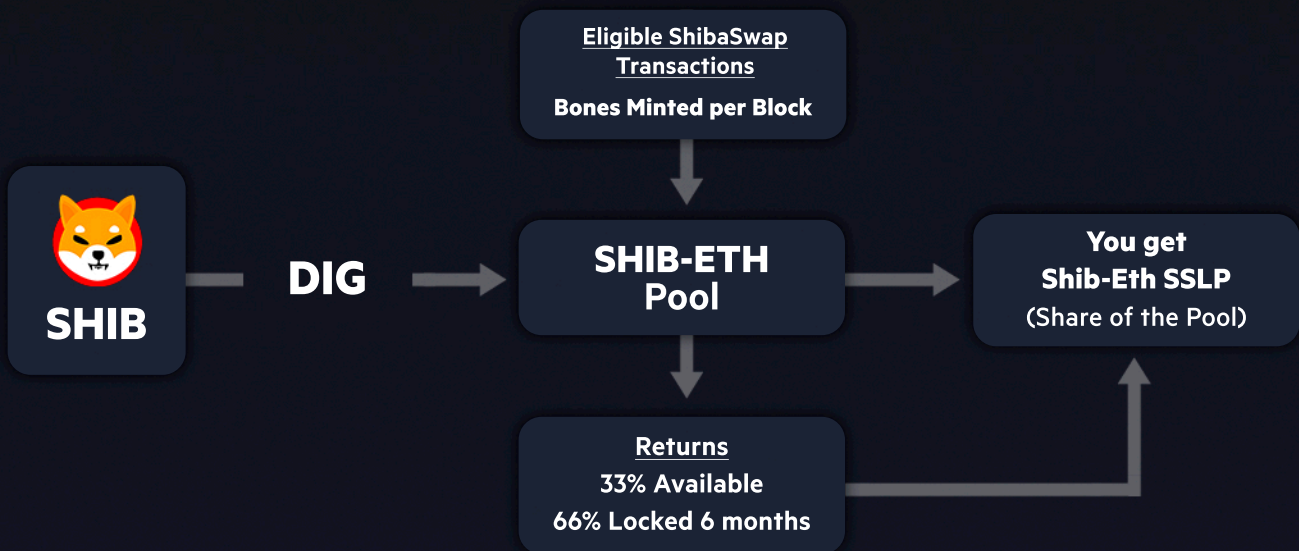 Eligible ShibaSwap
Transactions
Bones Minted per Block
SHIB
DIG
SHIB-ETH
Pool
You get
Shib-Eth SSLP
(Share of the Pool)
Returns
33% Available
66% Locked 6 months